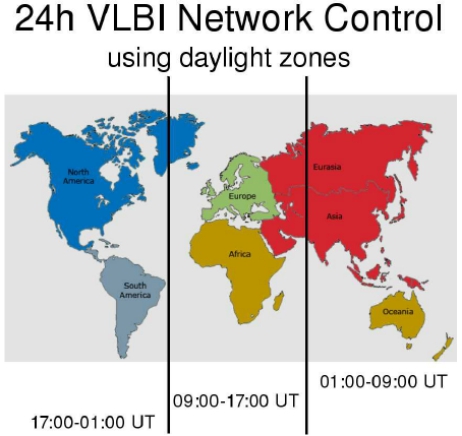 24h VLBI Network Control
using daylight zones
North
America
Eurasia
Europe
Asia
Africa
South
America
Oceania
01:00-09:00 UT
09:00-17:00 UT
17:00-01:00 UT